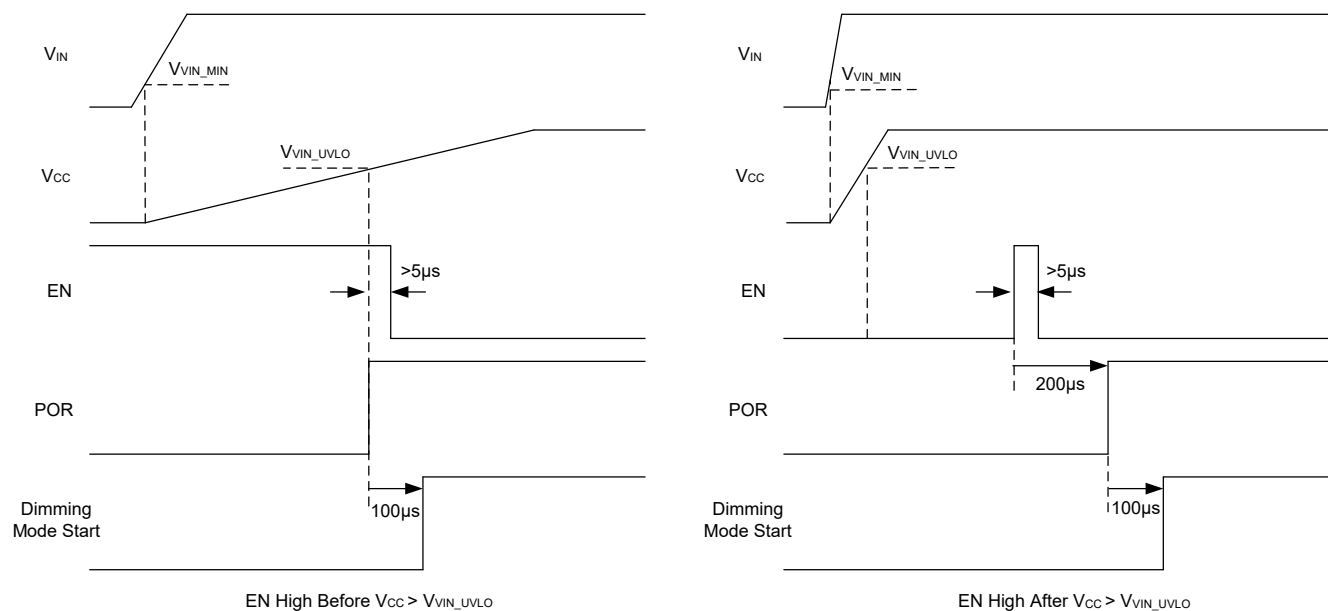 VIN
VVIN_MIN
VCC
VVIN_UVLO
EN
>5µs
POR
Dimming
Mode Start
100µs
EN High Before VCC > VVIN_UVLO
VIN
VVIN_MIN
VCC
VVIN_UVLO
EN
>5µs
200µs
POR
Dimming
Mode Start
100µs
EN High After VCC > VVIN_UVLO